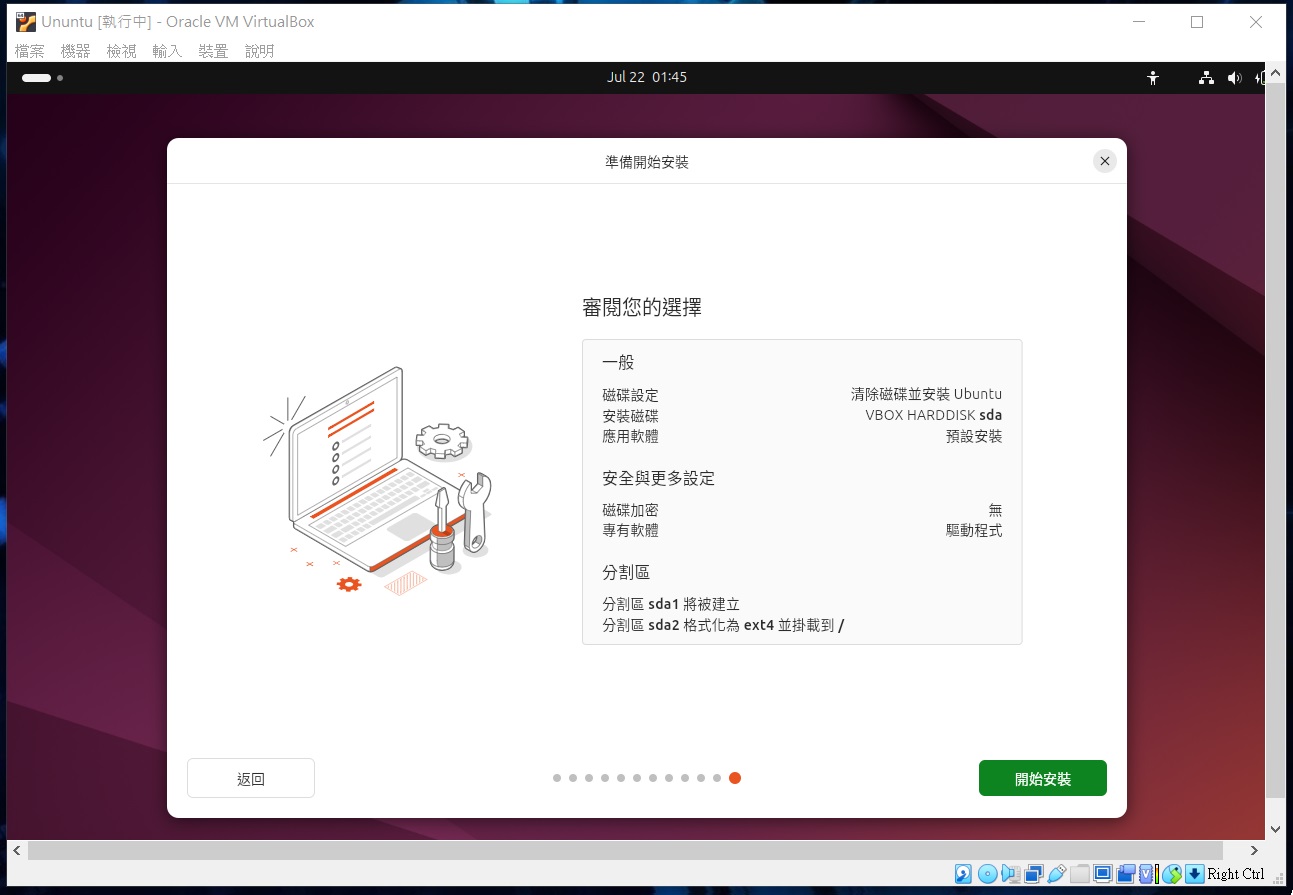 Ununtu [執行中] - Oracle VM VirtualBox
檔案 機器 檢視 輸入 裝置 說明
Jul 22 01:45
準備開始安裝
審閱您的選擇
一般
磁碟設定 清除磁碟並安裝 Ubuntu
安裝磁碟 VBOX HARDDISK sda
應用軟體 預設安裝
安全與更多設定
磁碟加密 無
專有軟體 驅動程式
分割區
分割區 sda1 將被建立
分割區 sda2 格式化為 ext4 並掛載到 /
返回
開始安裝
Right Ctrl